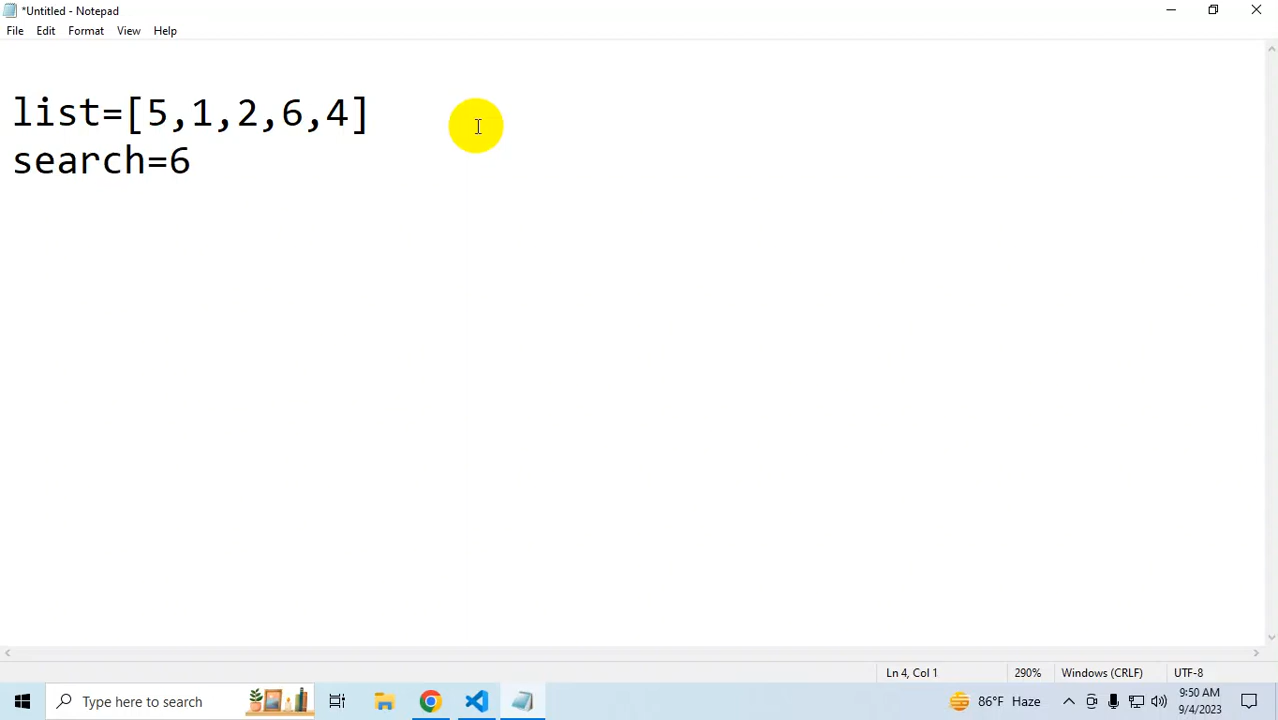 *Untitled - Notepad
File Edit Format View Help
list=[5,1,2,6,4]
search=6
Ln 4, Col 1 290% Windows (CRLF) UTF-8
Type here to search
86°F Haze
9:50 AM
9/4/2023